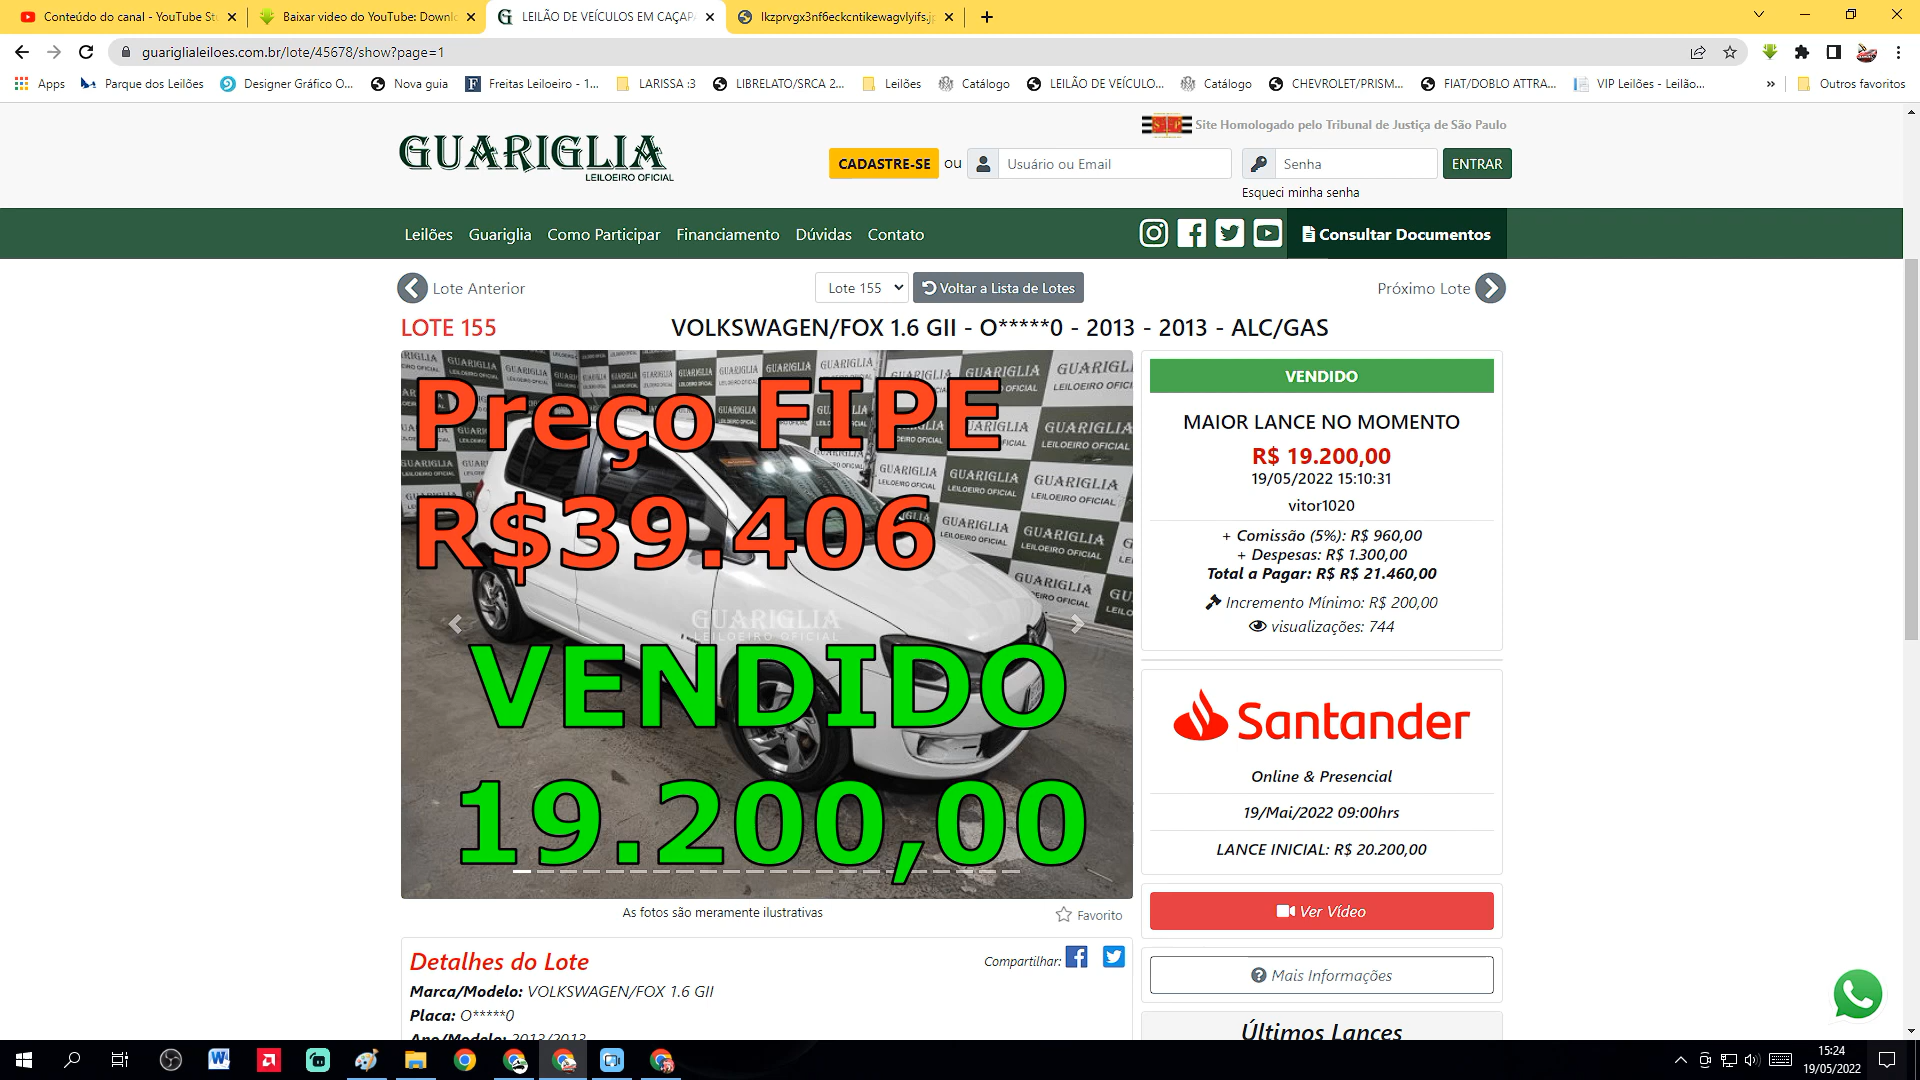 Conteúdo do canal - YouTube St
Baixar video do YouTube: Downlo
LEILÃO DE VEÍCULOS EM CAÇAPA
lkzprvgx3nf6eckcntikewagvlyifs.j
guariglialeiloes.com.br/lote/45678/show?page=1
Apps
Parque dos Leilões
Designer Gráfico O...
Nova guia
Freitas Leiloeiro - 1...
LARISSA :3
LIBRELATO/SRCA 2...
Leilões
Catálogo
LEILÃO DE VEÍCULO...
Catálogo
CHEVROLET/PRISM...
FIAT/DOBLO ATTRA...
VIP Leilões - Leilão...
»
Outros favoritos
Site Homologado pelo Tribunal de Justiça de São Paulo
GUARIGLIA
LEILOEIRO OFICIAL
CADASTRE-SE ou Usuário ou Email Senha ENTRAR
Esqueci minha senha
Leilões Guariglia Como Participar Financiamento Dúvidas Contato Consultar Documentos
Lote Anterior Lote 155 Voltar a Lista de Lotes Próximo Lote
LOTE 155 VOLKSWAGEN/FOX 1.6 GII - O*****0 - 2013 - 2013 - ALC/GAS
Preço FIPE
R$39.406
GUARIGLIA
LEILOEIRO OFICIAL
VENDIDO
19.200,00
As fotos são meramente ilustrativas
Favorito
VENDIDO
MAIOR LANCE NO MOMENTO
R$ 19.200,00
19/05/2022 15:10:31
vitor1020
+ Comissão (5%): R$ 960,00
+ Despesas: R$ 1.300,00
Total a Pagar: R$ R$ 21.460,00
Incremento Mínimo: R$ 200,00
visualizações: 744
Santander
Online & Presencial
19/Mai/2022 09:00hrs
LANCE INICIAL: R$ 20.200,00
Ver Vídeo
Mais Informações
Últimos Lances
Detalhes do Lote
Compartilhar:
Marca/Modelo: VOLKSWAGEN/FOX 1.6 GII
Placa: O*****0
Ano/Modelo: 2013/2013
15:24
19/05/2022